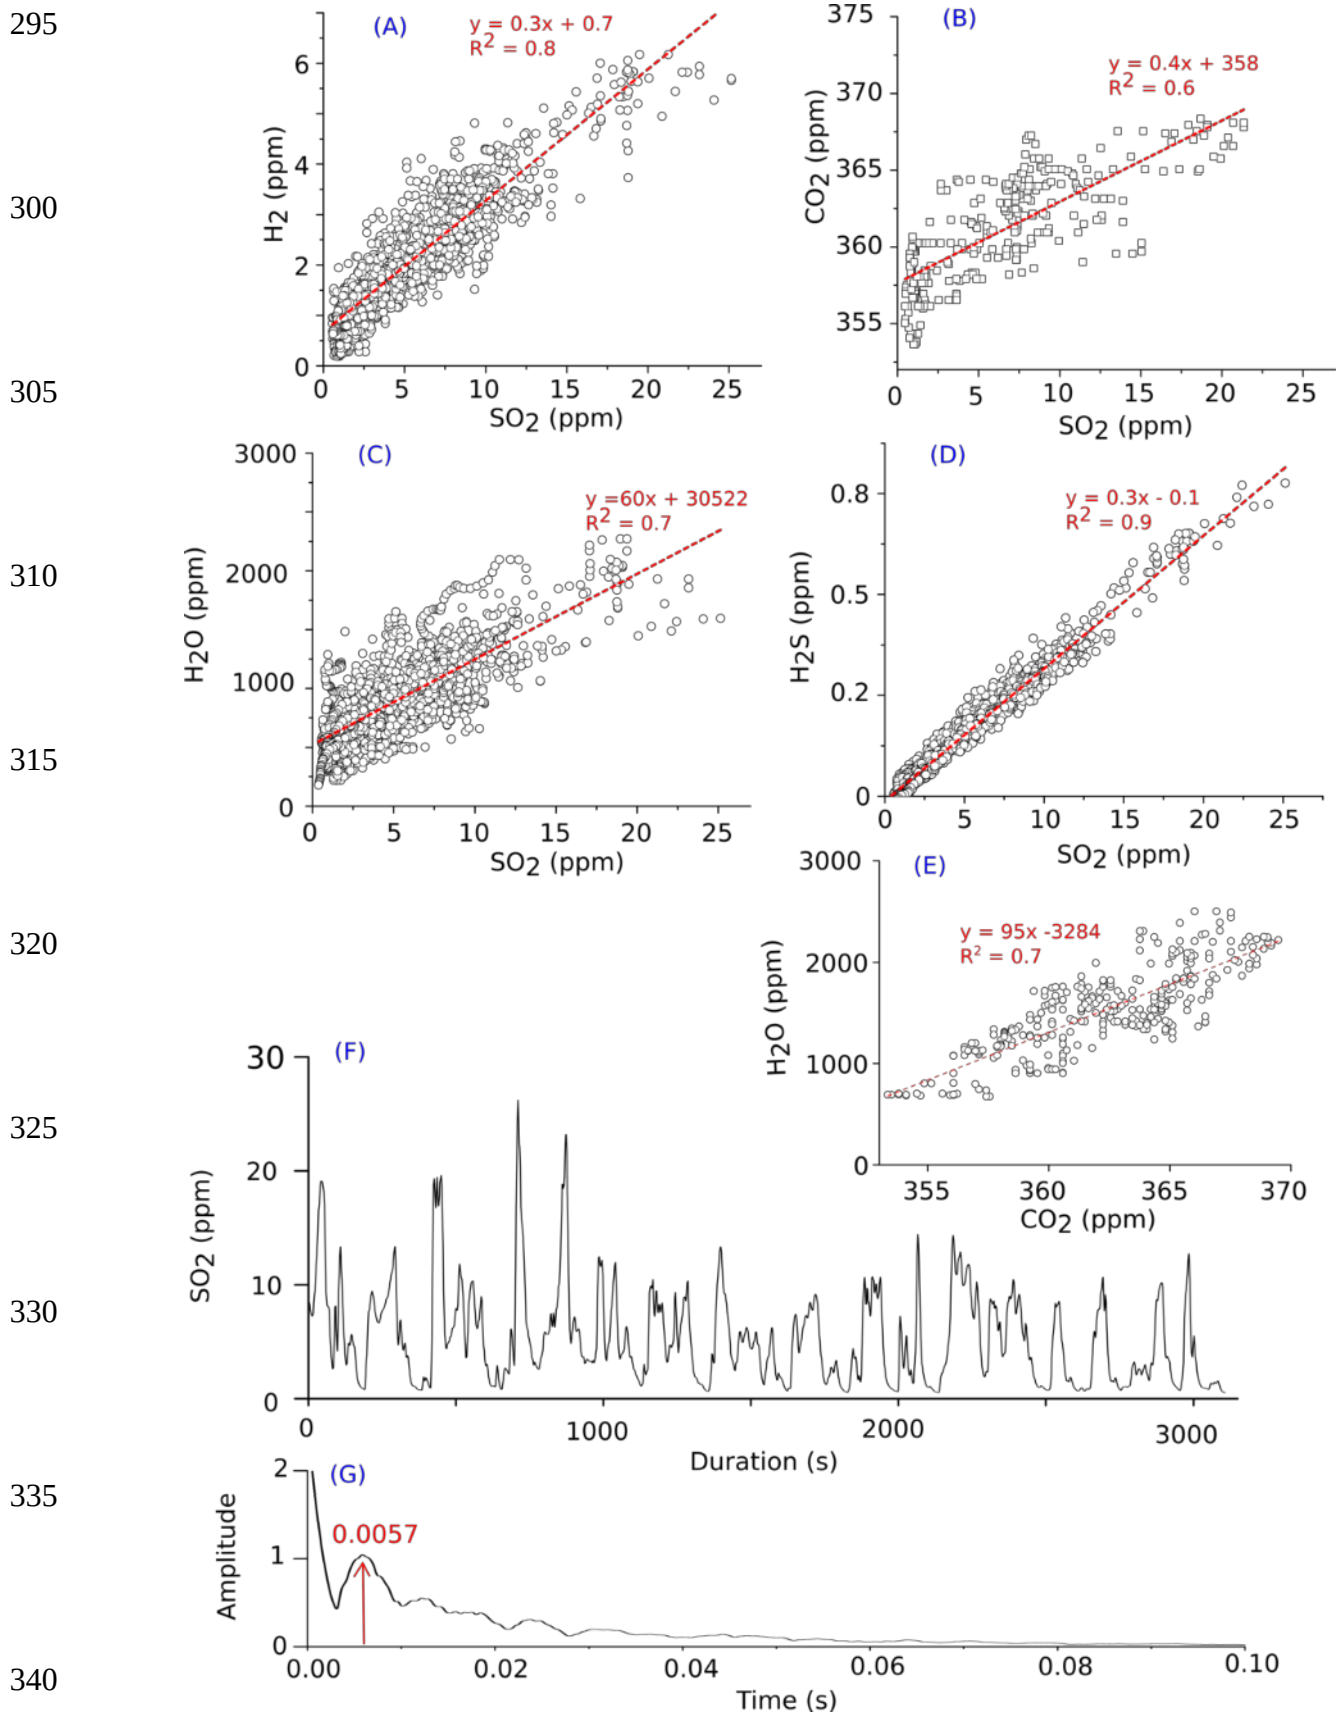 295
300
305
310
315
320
325
330
335
340
(A)
y = 0.3x + 0.7
R2 = 0.8
H2 (ppm)
6
4
2
0
0 5 10 15 20 25
SO2 (ppm)
(B)
y = 0.4x + 358
R2 = 0.6
CO2 (ppm)
375
370
365
360
355
0 5 10 15 20 25
SO2 (ppm)
(C)
y =60x + 30522
R2 = 0.7
H2O (ppm)
3000
2000
1000
0
0 5 10 15 20 25
SO2 (ppm)
(D)
y = 0.3x - 0.1
R2 = 0.9
H2S (ppm)
0.8
0.5
0.2
0
0 5 10 15 20 25
SO2 (ppm)
(E)
y = 95x -3284
R2 = 0.7
H2O (ppm)
3000
2000
1000
0
355 360 365 370
CO2 (ppm)
(F)
SO2 (ppm)
30
20
10
0
0 1000 2000 3000
Duration (s)
(G)
0.0057
Amplitude
2
1
0
0.00 0.02 0.04 0.06 0.08 0.10
Time (s)